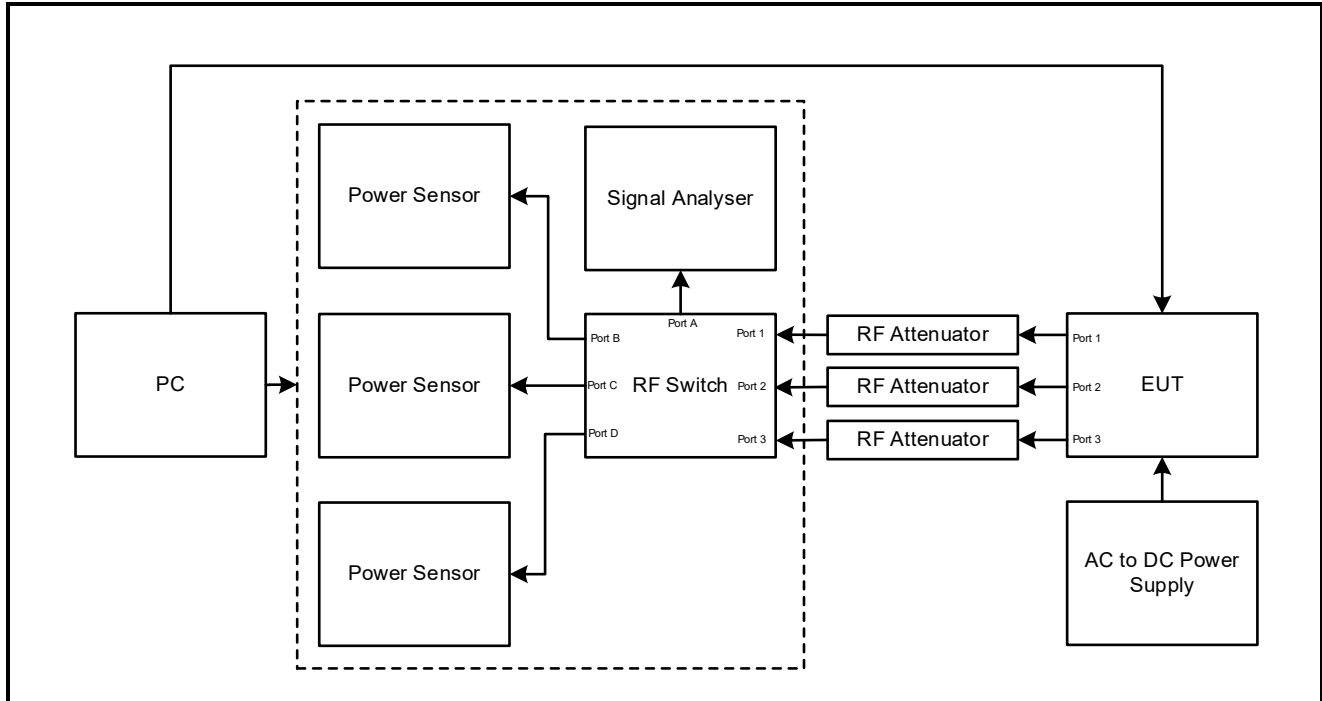 Power Sensor
Signal Analyser
Port A
Port B
Port 1
RF Attenuator
Port 1
PC
Power Sensor
Port C
RF Switch
Port 2
RF Attenuator
Port 2
EUT
Port D
Port 3
RF Attenuator
Port 3
Power Sensor
AC to DC Power
Supply